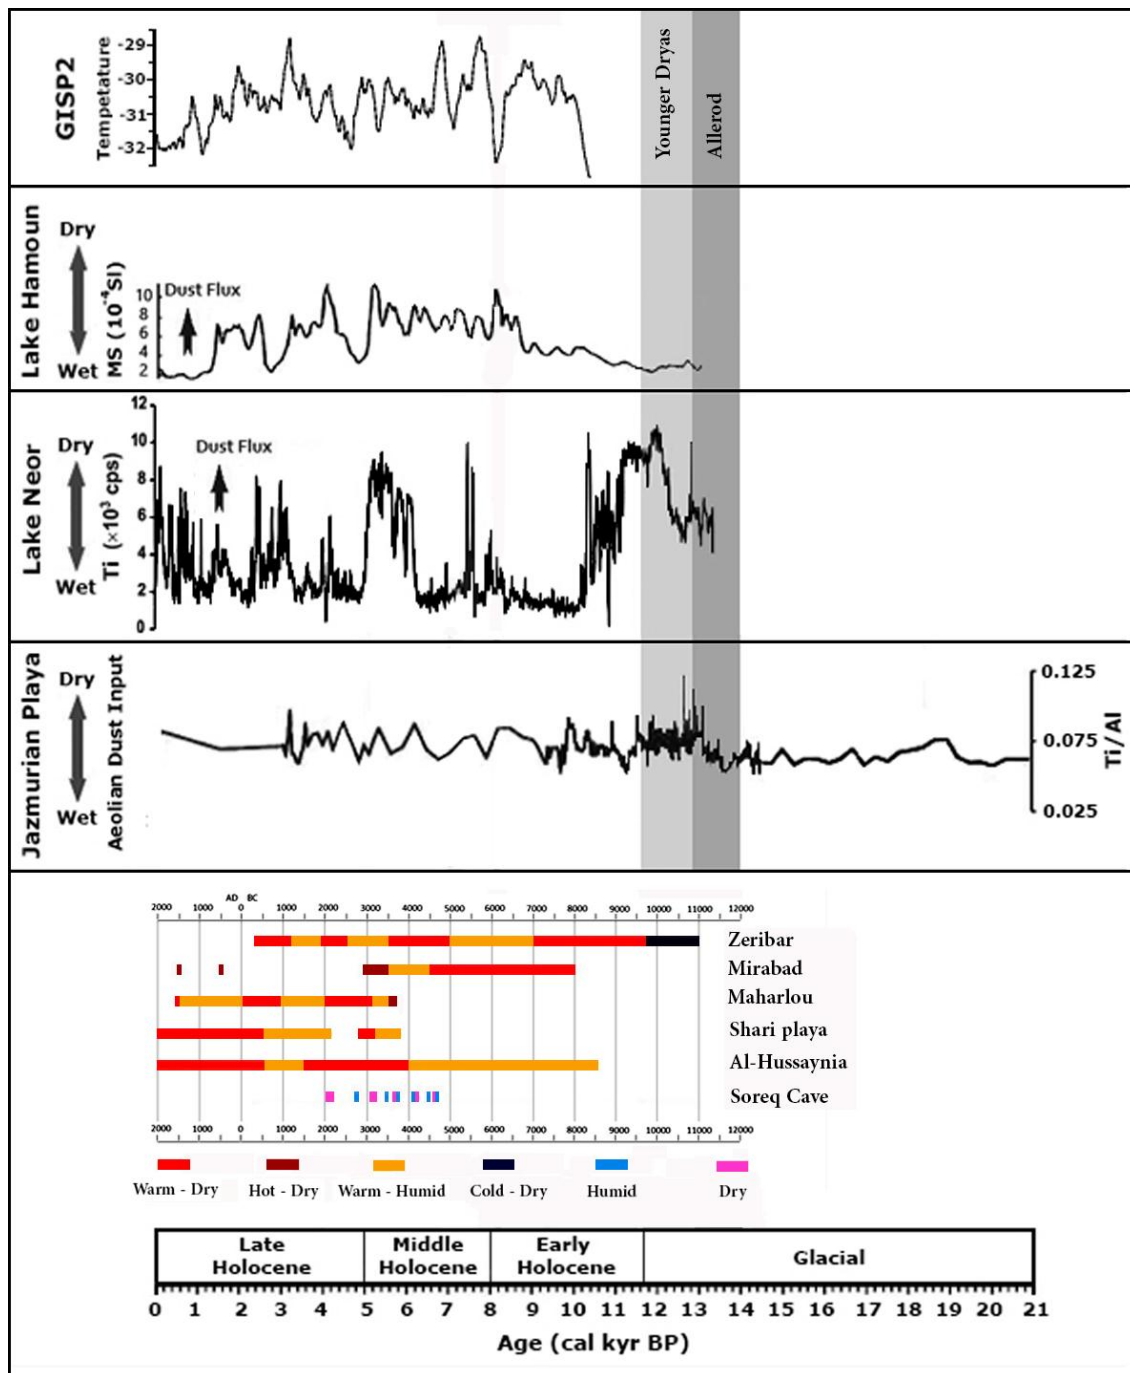 GISP2
Tempetature
-29
-30
-31
-32
Younger Dryas
Allerod
Lake Hamoun
Dry
Wet
MS (10⁻⁴SI)
10
8
6
4
2
Dust Flux
Lake Neor
Dry
Wet
Ti (×10³ cps)
12
10
8
6
4
2
0
Dust Flux
Jazmurian Playa
Dry
Wet
Aeolian Dust Input
0.125
0.075
0.025
Ti/Al
AD BC
2000 1000 0 1000 2000 3000 4000 5000 6000 7000 8000 9000 10000 11000 12000
Zeribar
Mirabad
Maharlou
Shari playa
Al-Hussaynia
Soreq Cave
2000 1000 0 1000 2000 3000 4000 5000 6000 7000 8000 9000 10000 11000 12000
Warm - Dry Hot - Dry Warm - Humid Cold - Dry Humid Dry
Late Holocene
Middle Holocene
Early Holocene
Glacial
0 1 2 3 4 5 6 7 8 9 10 11 12 13 14 15 16 17 18 19 20 21
Age (cal kyr BP)